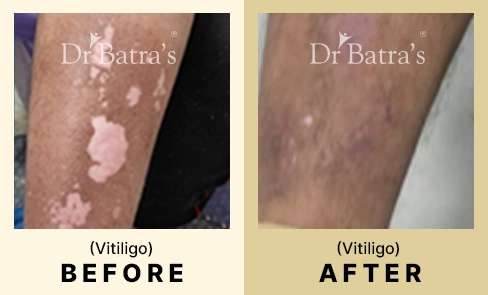 Dr Batra's®
Dr Batra's®
(Vitiligo)
BEFORE
(Vitiligo)
AFTER